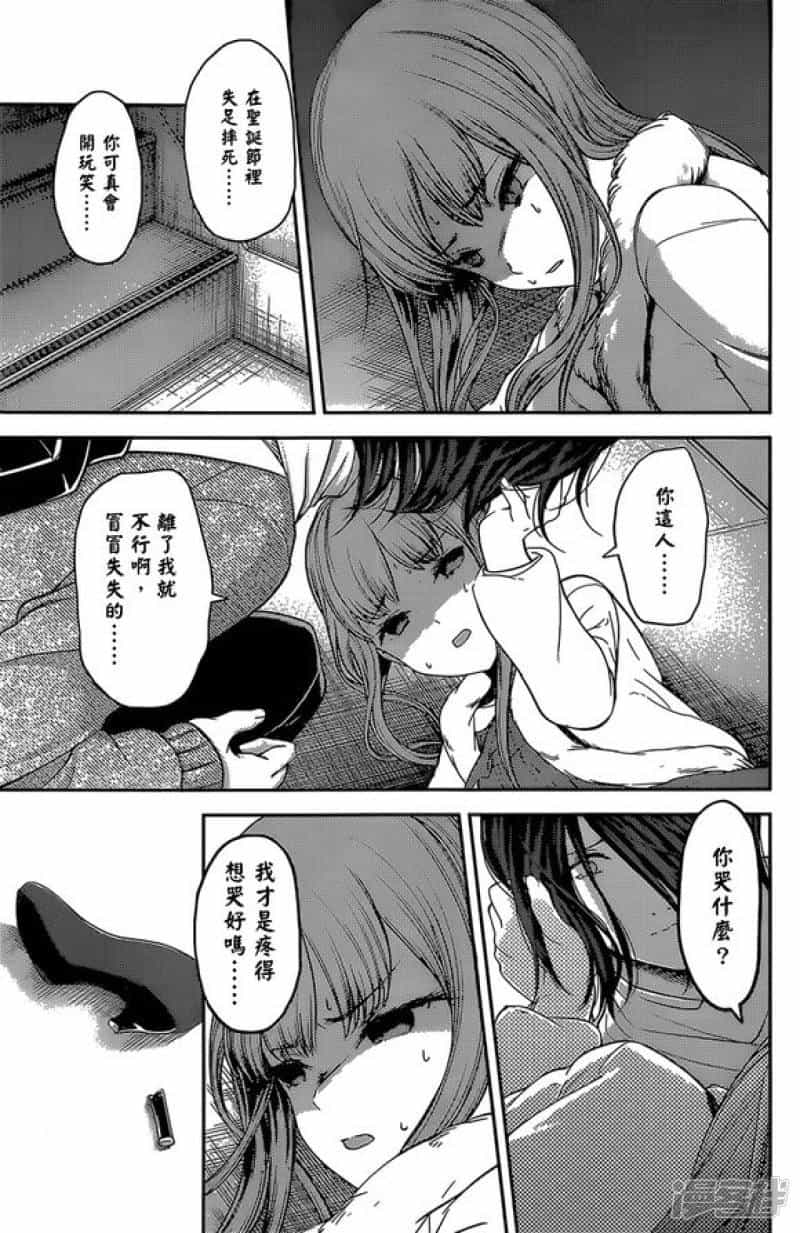 在聖誕節裡
失足摔死……
你可真會
開玩笑……
你這人……
離了我就
不行啊，
冒冒失失
的……
你哭什麼？
我才是疼得
想哭好嗎……
漫客伴